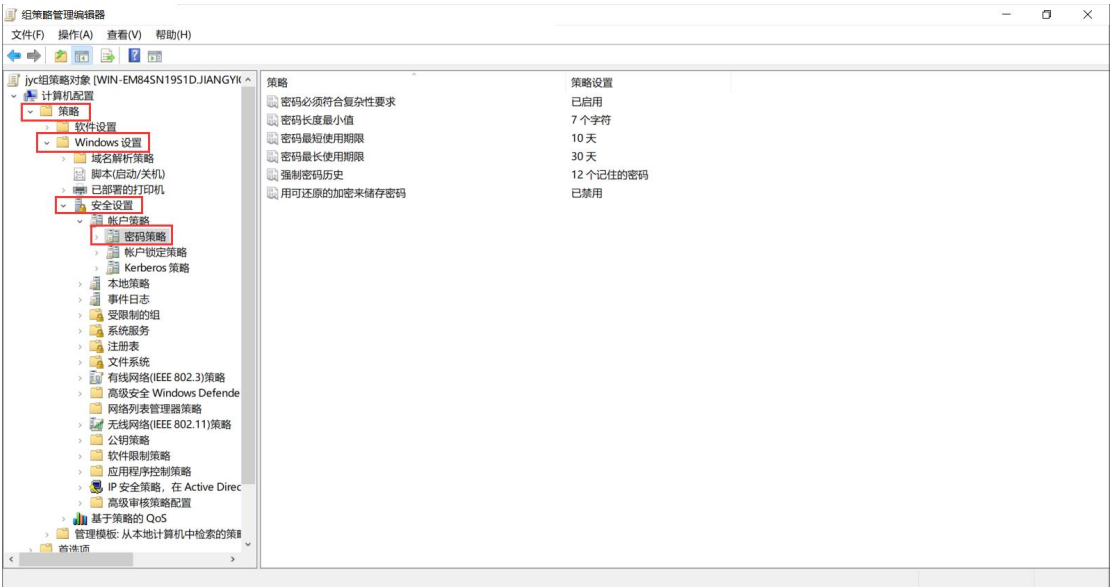 组策略管理编辑器
文件(F) 操作(A) 查看(V) 帮助(H)
jyc组策略对象 [WIN-EM84SN19S1D.JIANGYI
计算机配置
策略
软件设置
Windows 设置
域名解析策略
脚本(启动/关机)
已部署的打印机
安全设置
帐户策略
密码策略
帐户锁定策略
Kerberos 策略
本地策略
事件日志
受限制的组
系统服务
注册表
文件系统
有线网络(IEEE 802.3)策略
高级安全 Windows Defende
网络列表管理器策略
无线网络(IEEE 802.11)策略
公钥策略
软件限制策略
应用程序控制策略
IP 安全策略，在 Active Direc
高级审核策略配置
基于策略的 QoS
管理模板: 从本地计算机中检索的策略
首选项
策略 策略设置
密码必须符合复杂性要求 已启用
密码长度最小值 7 个字符
密码最短使用期限 10 天
密码最长使用期限 30 天
强制密码历史 12 个记住的密码
用可还原的加密来储存密码 已禁用